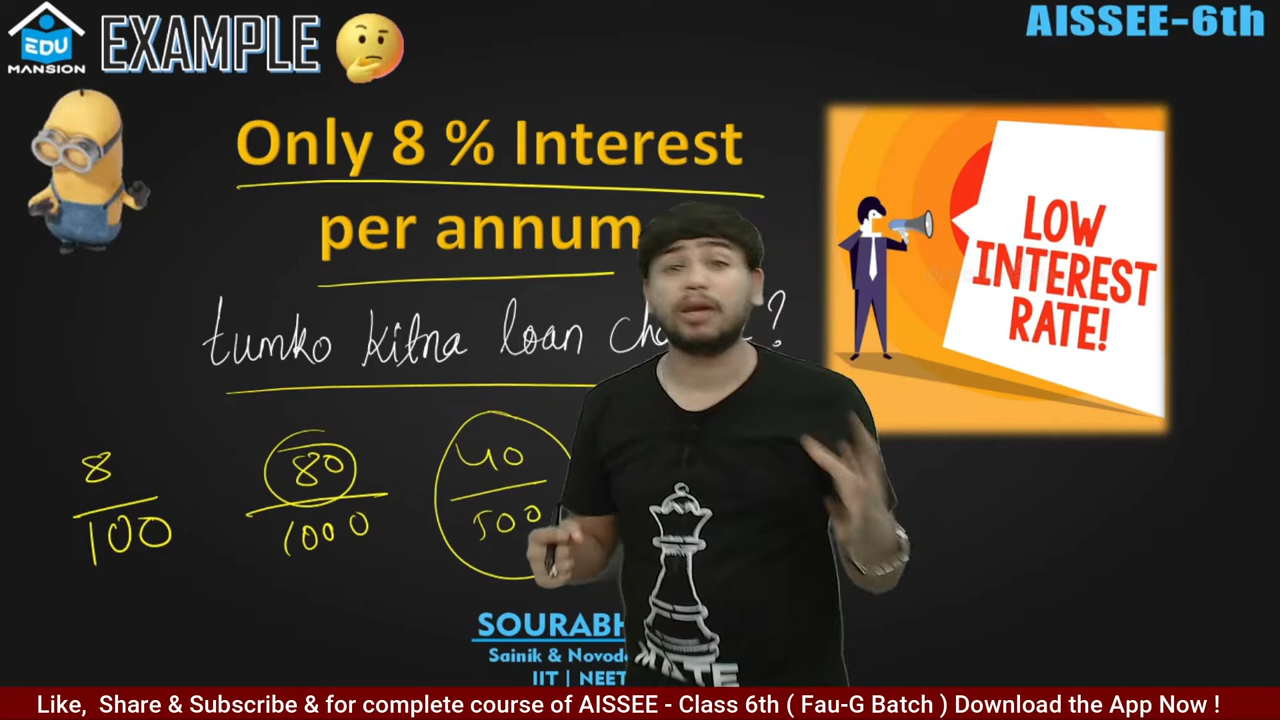 EDU
MANSION
EXAMPLE
AISSEE-6th
Only 8 % Interest
per annum
tumko kitna loan
?
LOW
INTEREST
RATE!
8
100
80
1000
40
500
SOURABH
Sainik &
IIT | NEET
Like, Share & Subscribe & for complete course of AISSEE - Class 6th ( Fau-G Batch ) Download the App Now !